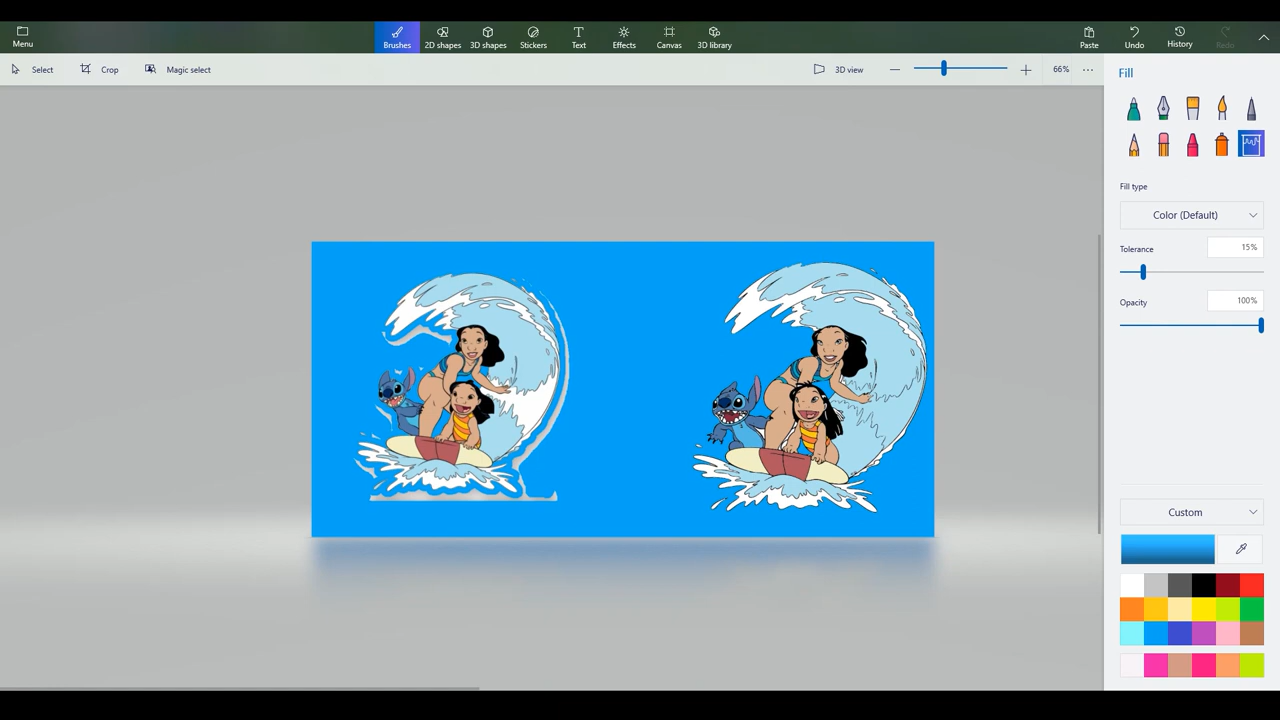 Menu
Brushes
2D shapes
3D shapes
Stickers
Text
Effects
Canvas
3D library
Paste
Undo
History
Redo
Select
Crop
Magic select
3D view
66%
Fill
Fill type
Color (Default)
Tolerance
15%
Opacity
100%
Custom